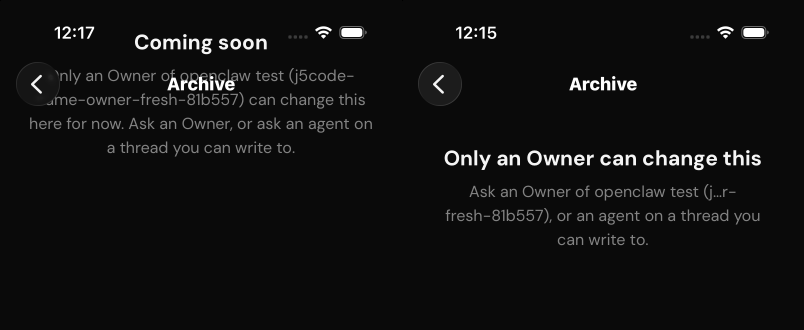 12:17
Coming soon
Only an Owner of openclaw test (j5code-
Archive
ame-owner-fresh-81b557) can change this
here for now. Ask an Owner, or ask an agent on
a thread you can write to.
12:15
Archive
Only an Owner can change this
Ask an Owner of openclaw test (j...r-
fresh-81b557), or an agent on a thread you
can write to.